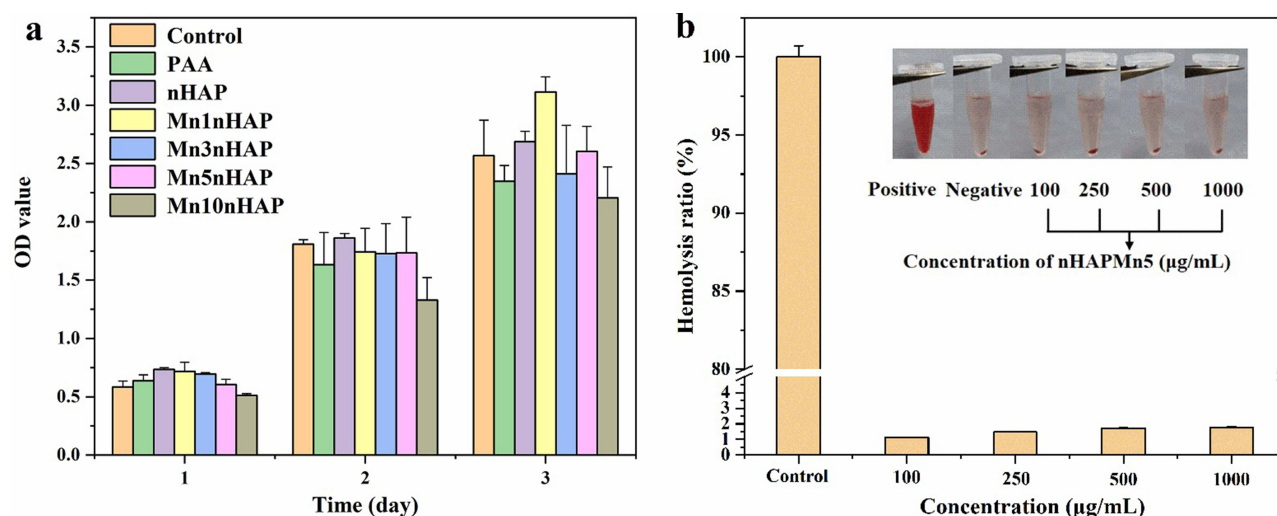 a
3.5
3.0
2.5
2.0
1.5
1.0
0.5
0.0
OD value
Control
PAA
nHAP
Mn1nHAP
Mn3nHAP
Mn5nHAP
Mn10nHAP
1 2 3
Time (day)
b
100
95
90
85
80
4
3
2
1
0
Hemolysis ratio (%)
Positive Negative 100 250 500 1000
Concentration of nHAPMn5 (μg/mL)
Control 100 250 500 1000
Concentration (μg/mL)